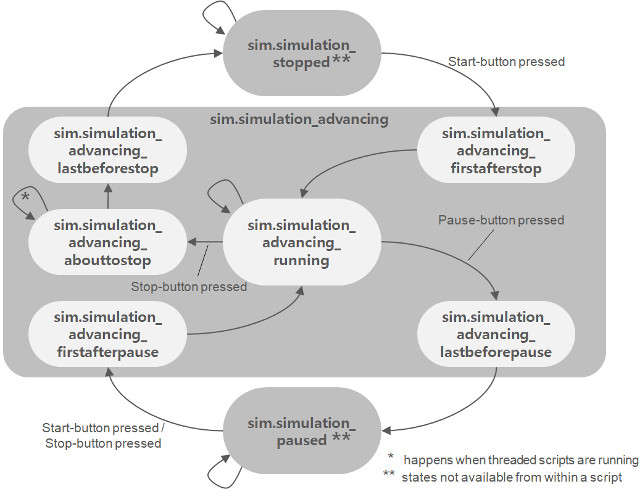 sim.simulation_
stopped**
Start-button pressed
sim.simulation_advancing
sim.simulation_
advancing_
lastbeforestop
sim.simulation_
advancing_
firstafterstop
*
sim.simulation_
advancing_
abouttostop
sim.simulation_
advancing_
running
Pause-button pressed
Stop-button pressed
sim.simulation_
advancing_
firstafterpause
sim.simulation_
advancing_
lastbeforepause
Start-button pressed /
Stop-button pressed
sim.simulation_
paused **
* happens when threaded scripts are running
** states not available from within a script